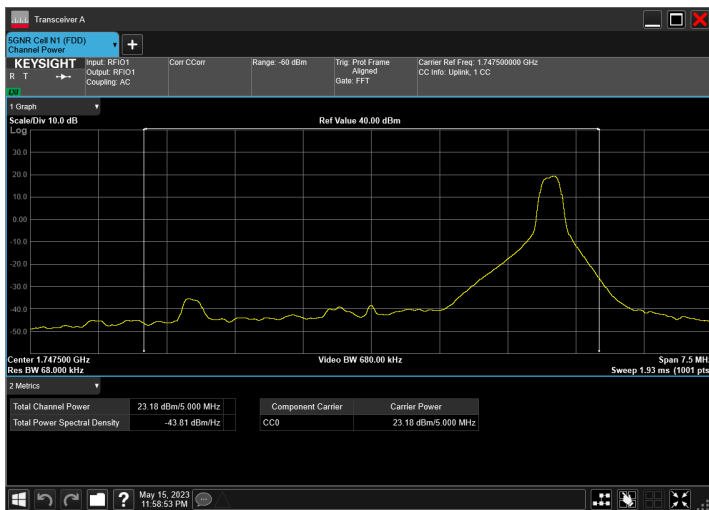 Transceiver A
5GNR Cell N1 (FDD)
Channel Power
KEYSIGHT
R T
LXI
Input: RFIO1
Output: RFIO1
Coupling: AC
Corr CCorr
Range: -60 dBm
Trig: Prot Frame
Aligned
Gate: FFT
Carrier Ref Freq: 1.747500000 GHz
CC Info: Uplink, 1 CC
1 Graph
Scale/Div 10.0 dB
Ref Value 40.00 dBm
Log
30.0
20.0
10.0
0.00
-10.0
-20.0
-30.0
-40.0
-50.0
Center 1.747500 GHz
Video BW 680.00 kHz
Span 7.5 MH
Res BW 68.000 kHz
Sweep 1.93 ms (1001 pts
2 Metrics
Total Channel Power 23.18 dBm/5.000 MHz
Total Power Spectral Density -43.81 dBm/Hz
Component Carrier Carrier Power
CC0 23.18 dBm/5.000 MHz
?
May 15, 2023
11:58:53 PM